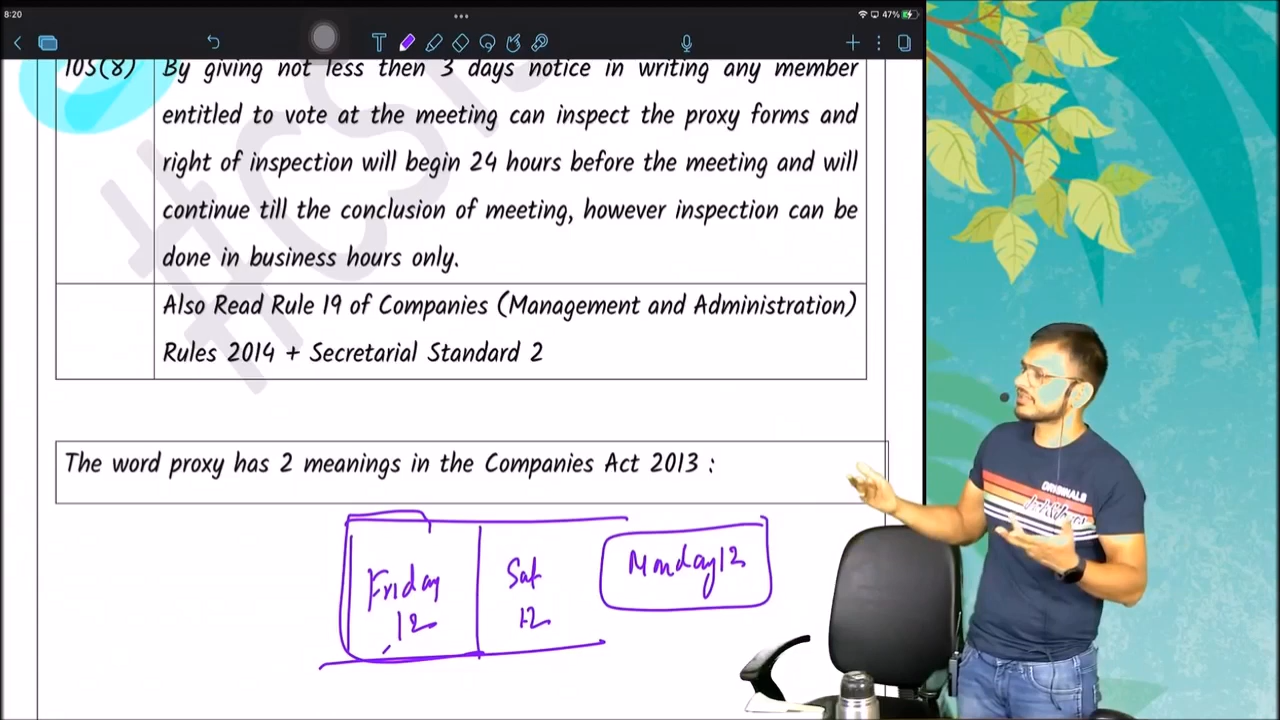 8:20
47%
105(8) By giving not less then 3 days notice in writing any member
entitled to vote at the meeting can inspect the proxy forms and
right of inspection will begin 24 hours before the meeting and will
continue till the conclusion of meeting, however inspection can be
done in business hours only.
Also Read Rule 19 of Companies (Management and Administration)
Rules 2014 + Secretarial Standard 2
The word proxy has 2 meanings in the Companies Act 2013 :
Friday Sat Monday 12
12 12
ORIGINALS